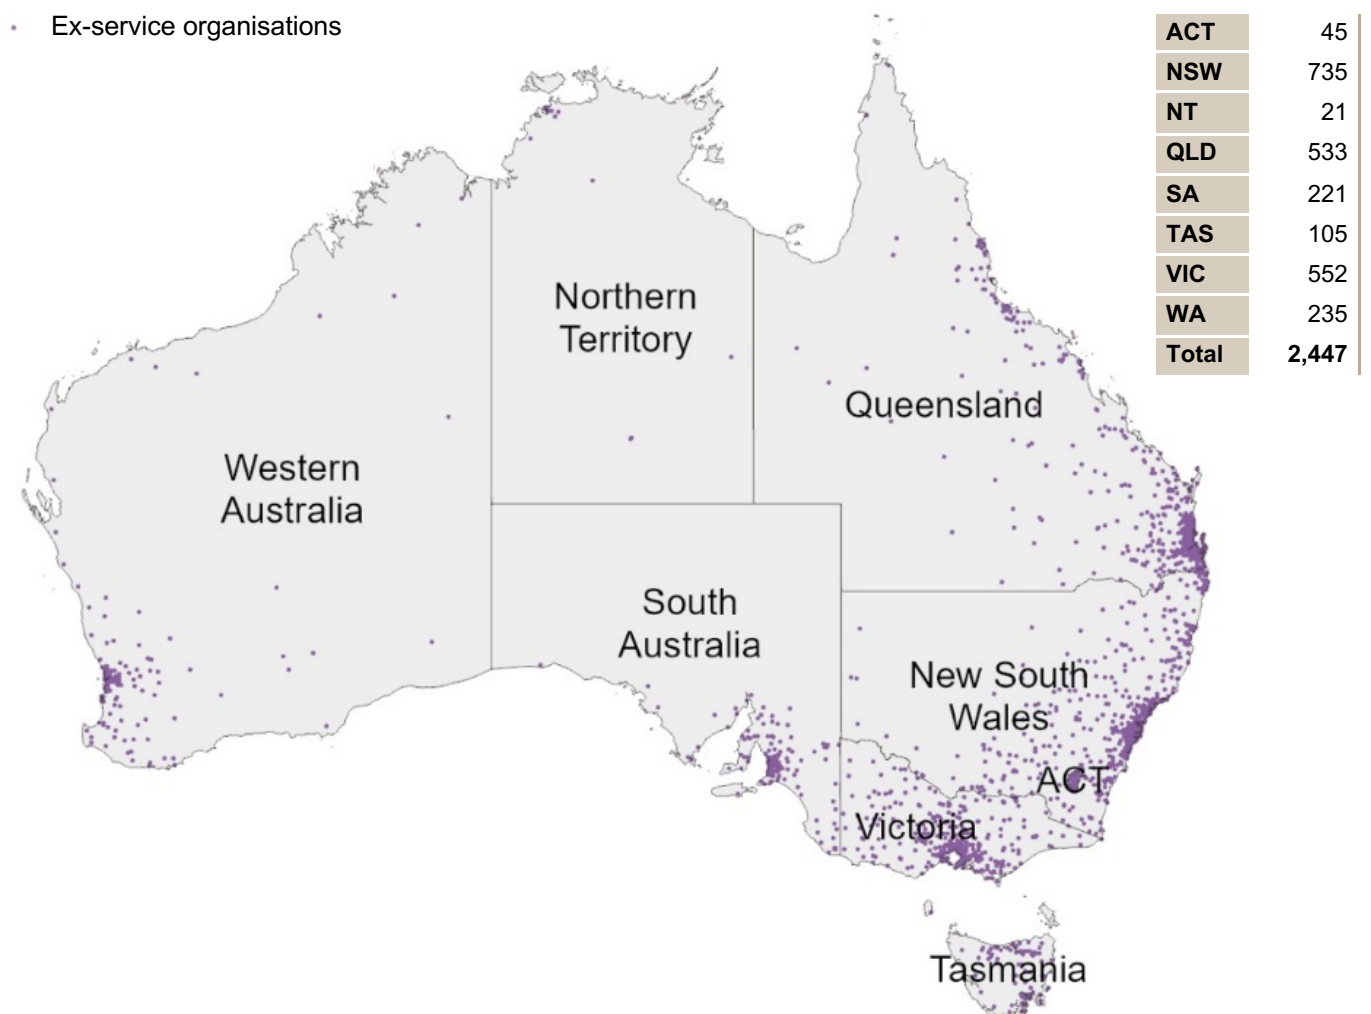 Ex-service organisations
ACT 45
NSW 735
NT 21
QLD 533
SA 221
TAS 105
VIC 552
WA 235
Total 2,447
Northern
Territory
Queensland
Western
Australia
South
Australia
New South
Wales
ACT
Victoria
Tasmania